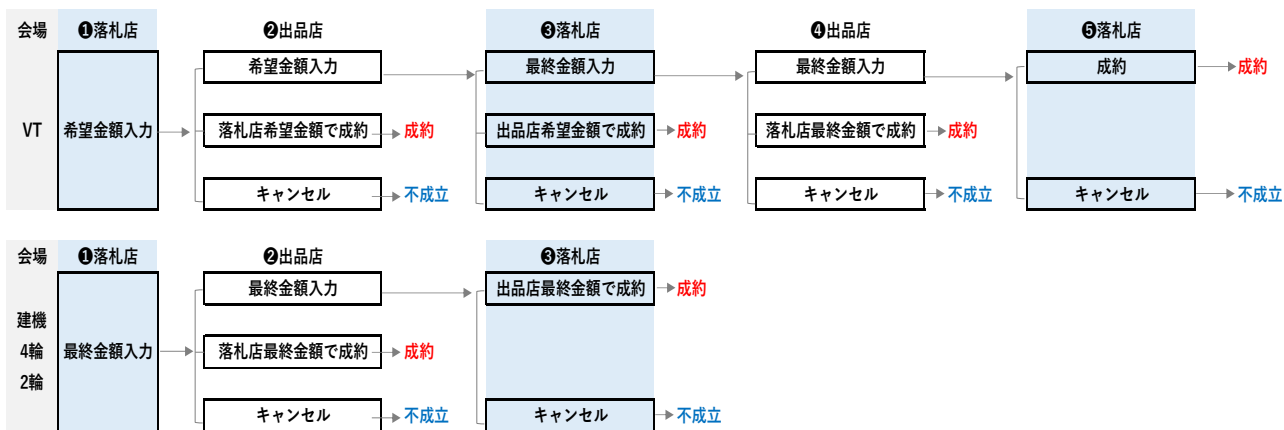 会場 ❶落札店 ❷出品店 ❸落札店 ❹出品店 ❺落札店
希望金額入力 最終金額入力 最終金額入力 成約 成約
VT 希望金額入力 落札店希望金額で成約 成約 出品店希望金額で成約 成約 落札店最終金額で成約 成約
キャンセル 不成立 キャンセル 不成立 キャンセル 不成立 キャンセル 不成立
会場 ❶落札店 ❷出品店 ❸落札店
最終金額入力 出品店最終金額で成約 成約
建機
4輪 最終金額入力 落札店最終金額で成約 成約
2輪
キャンセル 不成立 キャンセル 不成立